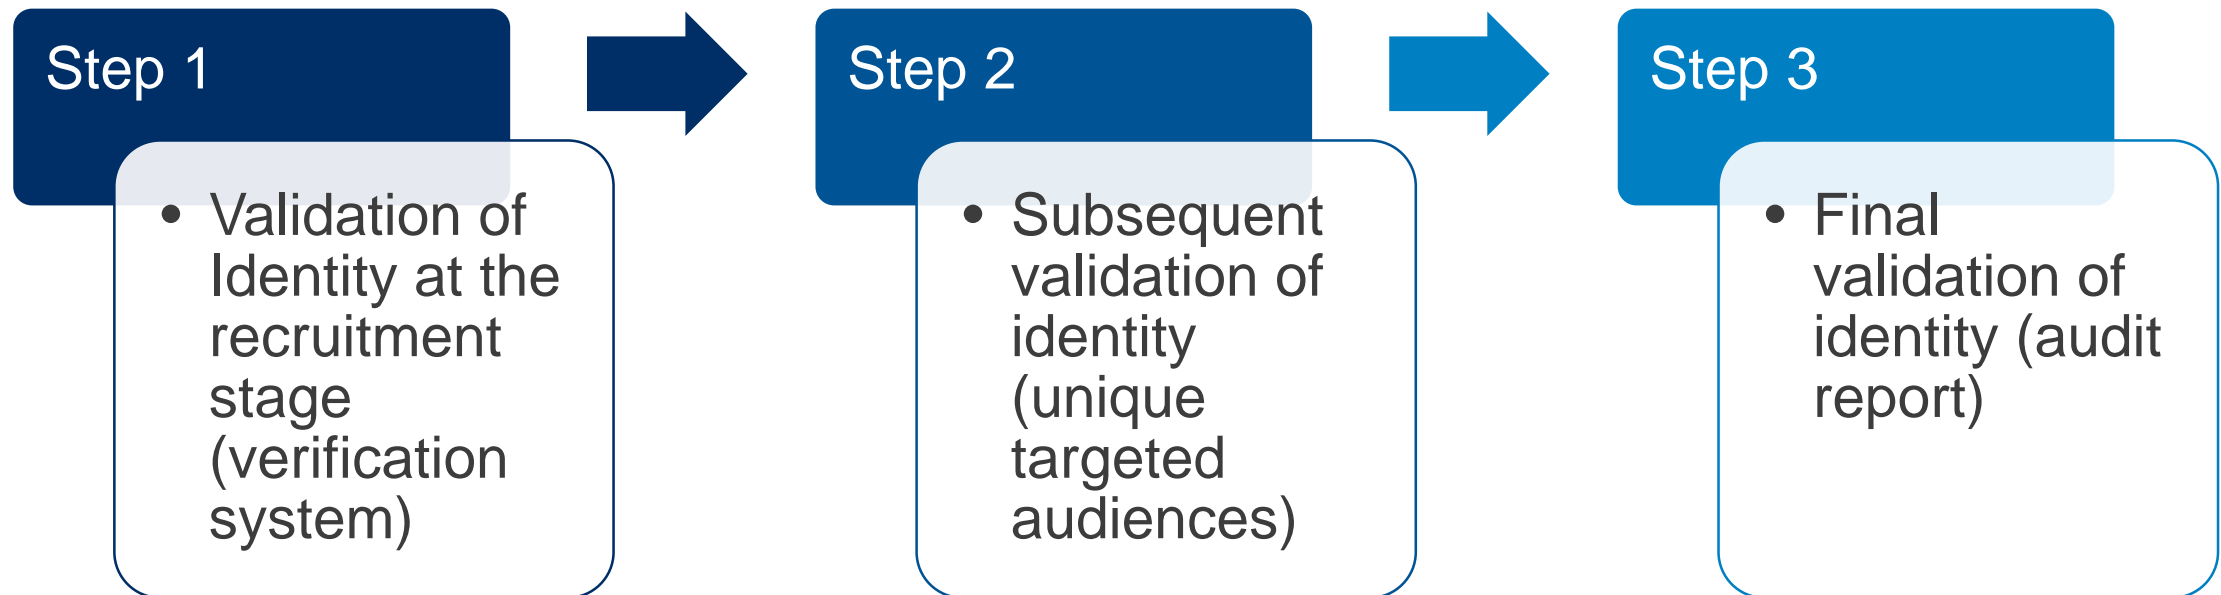 Step 1
• Validation of
Identity at the
recruitment
stage
(verification
system)
Step 2
• Subsequent
validation of
identity
(unique
targeted
audiences)
Step 3
• Final
validation of
identity (audit
report)